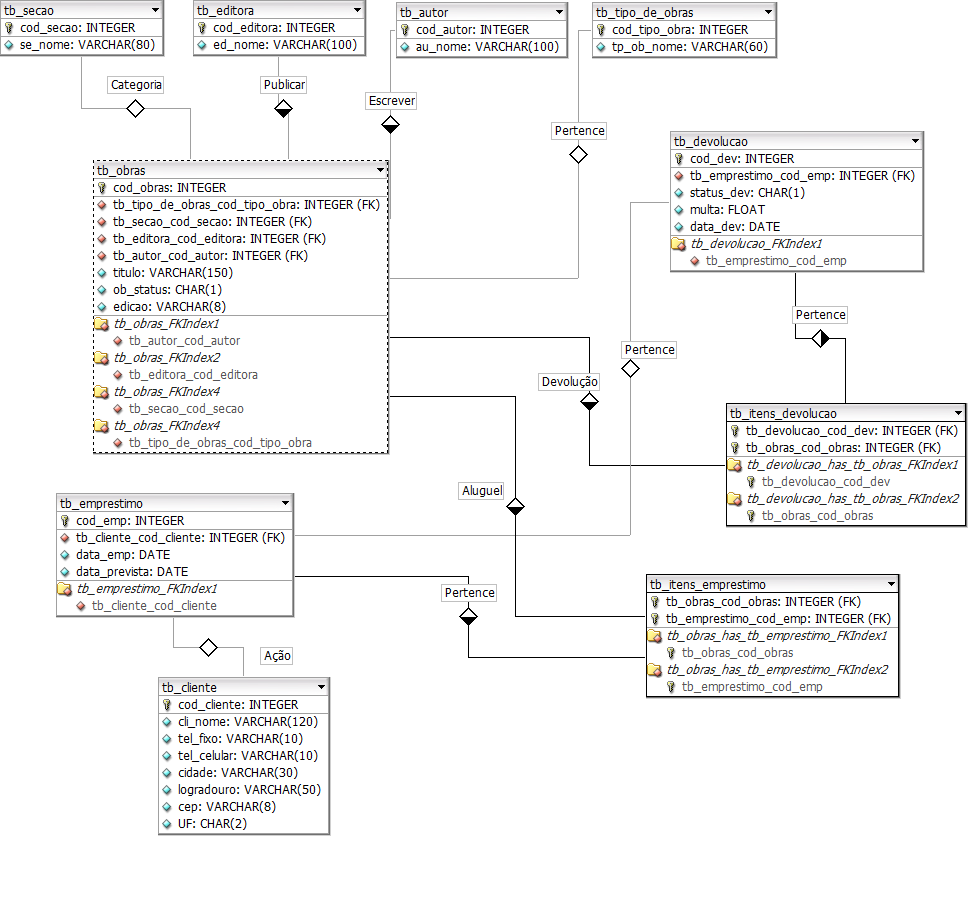 tb_secao
cod_secao: INTEGER
se_nome: VARCHAR(80)
tb_editora
cod_editora: INTEGER
ed_nome: VARCHAR(100)
tb_autor
cod_autor: INTEGER
au_nome: VARCHAR(100)
tb_tipo_de_obras
cod_tipo_obra: INTEGER
tp_ob_nome: VARCHAR(60)
Categoria
Publicar
Escrever
Pertence
tb_obras
cod_obras: INTEGER
tb_tipo_de_obras_cod_tipo_obra: INTEGER (FK)
tb_secao_cod_secao: INTEGER (FK)
tb_editora_cod_editora: INTEGER (FK)
tb_autor_cod_autor: INTEGER (FK)
titulo: VARCHAR(150)
ob_status: CHAR(1)
edicao: VARCHAR(8)
tb_obras_FKIndex1
tb_autor_cod_autor
tb_obras_FKIndex2
tb_editora_cod_editora
tb_obras_FKIndex4
tb_secao_cod_secao
tb_obras_FKIndex4
tb_tipo_de_obras_cod_tipo_obra
tb_devolucao
cod_dev: INTEGER
tb_emprestimo_cod_emp: INTEGER (FK)
status_dev: CHAR(1)
multa: FLOAT
data_dev: DATE
tb_devolucao_FKIndex1
tb_emprestimo_cod_emp
Pertence
Pertence
Devolução
tb_itens_devolucao
tb_devolucao_cod_dev: INTEGER (FK)
tb_obras_cod_obras: INTEGER (FK)
tb_devolucao_has_tb_obras_FKIndex1
tb_devolucao_cod_dev
tb_devolucao_has_tb_obras_FKIndex2
tb_obras_cod_obras
Aluguel
tb_emprestimo
cod_emp: INTEGER
tb_cliente_cod_cliente: INTEGER (FK)
data_emp: DATE
data_prevista: DATE
tb_emprestimo_FKIndex1
tb_cliente_cod_cliente
Pertence
tb_itens_emprestimo
tb_obras_cod_obras: INTEGER (FK)
tb_emprestimo_cod_emp: INTEGER (FK)
tb_obras_has_tb_emprestimo_FKIndex1
tb_obras_cod_obras
tb_obras_has_tb_emprestimo_FKIndex2
tb_emprestimo_cod_emp
Ação
tb_cliente
cod_cliente: INTEGER
cli_nome: VARCHAR(120)
tel_fixo: VARCHAR(10)
tel_celular: VARCHAR(10)
cidade: VARCHAR(30)
logradouro: VARCHAR(50)
cep: VARCHAR(8)
UF: CHAR(2)